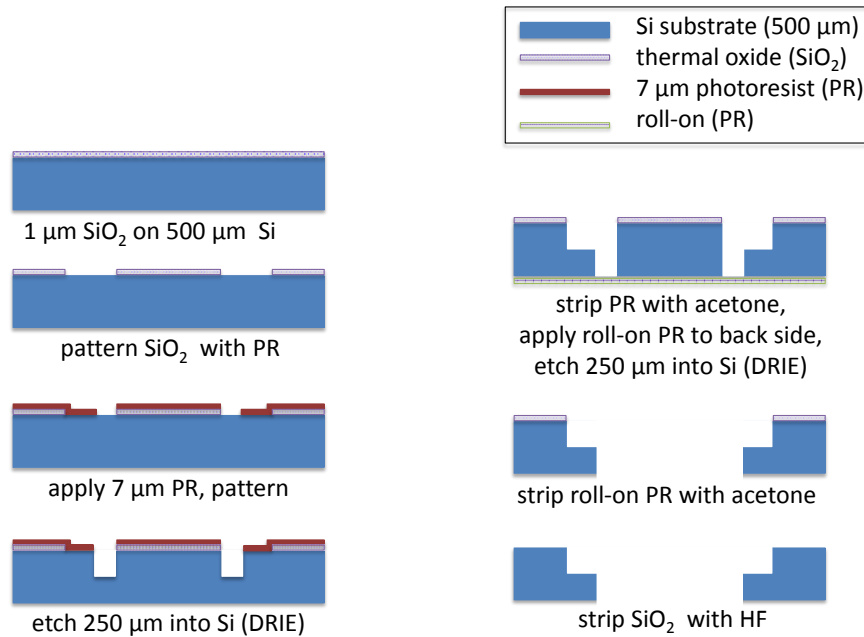 Si substrate (500 µm)
thermal oxide (SiO₂)
7 µm photoresist (PR)
roll-on (PR)
1 µm SiO₂ on 500 µm Si
pattern SiO₂ with PR
apply 7 µm PR, pattern
etch 250 µm into Si (DRIE)
strip PR with acetone,
apply roll-on PR to back side,
etch 250 µm into Si (DRIE)
strip roll-on PR with acetone
strip SiO₂ with HF